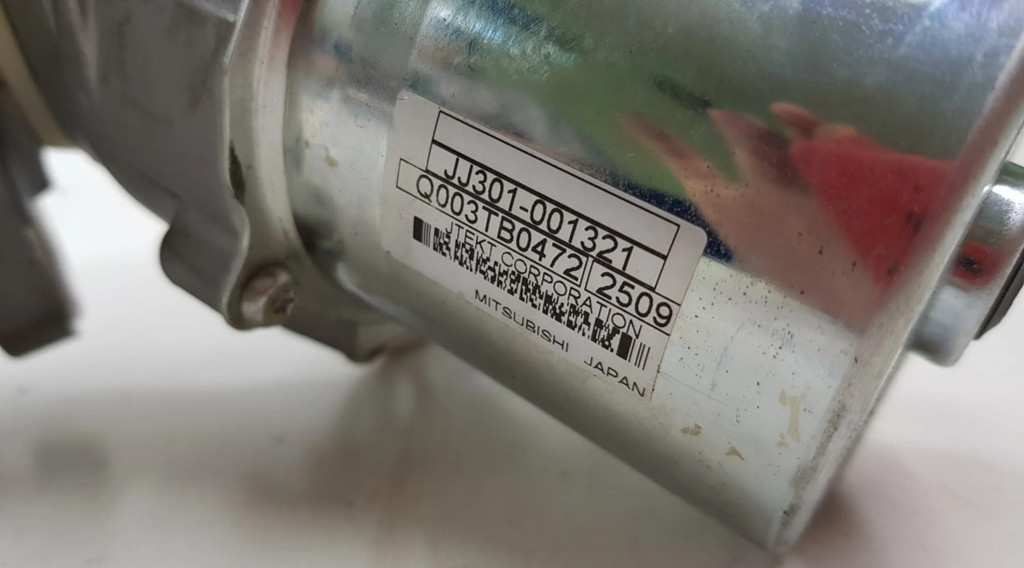 JJ301-001321
Q003TB0472 2509
JTEKT CORPORATION
MITSUBISHI JAPAN